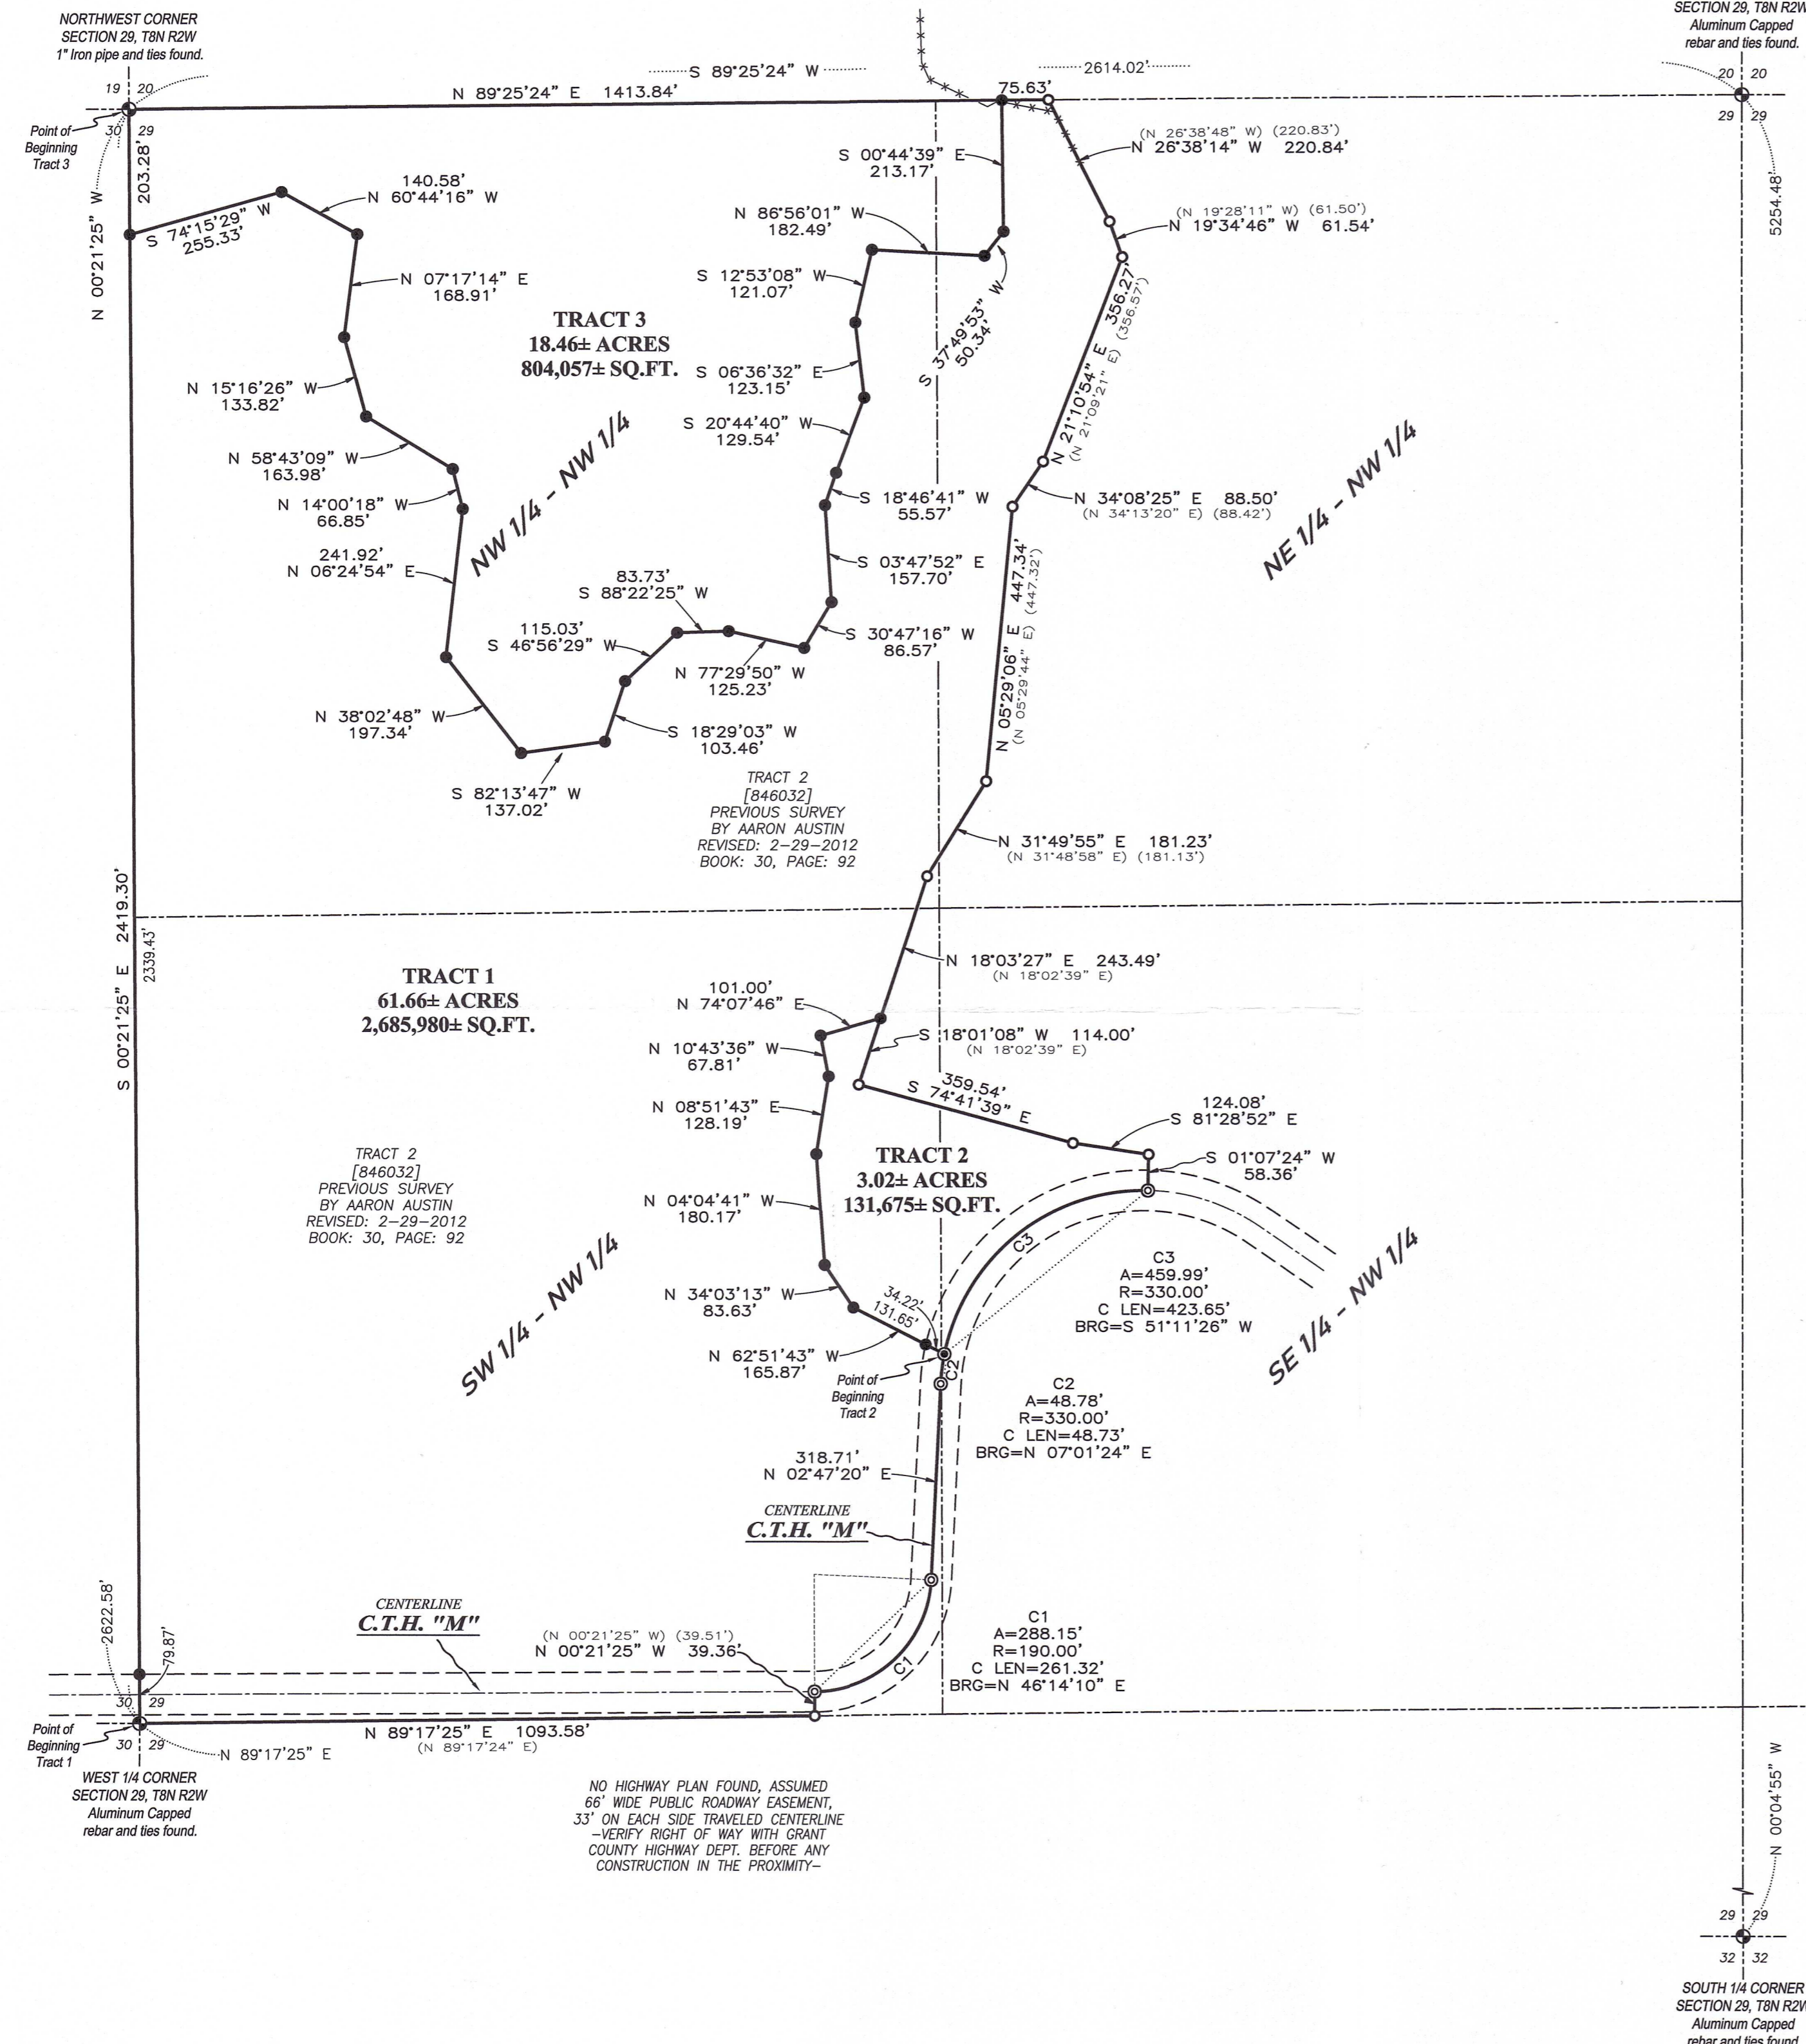 NORTHWEST CORNER
SECTION 29, T8N R2W
1" Iron pipe and ties found.
SECTION 29, T8N R2W
Aluminum Capped
rebar and ties found.
19 20
30 29
20 20
29 29
Point of
Beginning
Tract 3
S 89°25'24" W
2614.02'
N 89°25'24" E 1413.84'
75.63'
N 00°21'25" W
203.28'
5254.48'
S 74°15'29" W
255.33'
140.58'
N 60°44'16" W
N 07°17'14" E
168.91'
N 15°16'26" W
133.82'
N 58°43'09" W
163.98'
N 14°00'18" W
66.85'
241.92'
N 06°24'54" E
N 38°02'48" W
197.34'
S 82°13'47" W
137.02'
S 18°29'03" W
103.46'
115.03'
S 46°56'29" W
83.73'
S 88°22'25" W
N 77°29'50" W
125.23'
S 30°47'16" W
86.57'
S 03°47'52" E
157.70'
S 18°46'41" W
55.57'
S 20°44'40" W
129.54'
S 06°36'32" E
123.15'
S 12°53'08" W
121.07'
N 86°56'01" W
182.49'
S 37°49'53" W
50.34'
S 00°44'39" E
213.17'
TRACT 3
18.46± ACRES
804,057± SQ.FT.
NW 1/4 - NW 1/4
NE 1/4 - NW 1/4
(N 26°38'48" W) (220.83')
N 26°38'14" W 220.84'
(N 19°28'11" W) (61.50')
N 19°34'46" W 61.54'
N 21°10'54" E 356.27'
(N 21°09'21" E) (356.57')
N 34°08'25" E 88.50'
(N 34°13'20" E) (88.42')
N 05°29'06" E 447.34'
(N 05°29'44" E) (447.32')
N 31°49'55" E 181.23'
(N 31°48'58" E) (181.13')
TRACT 2
[846032]
PREVIOUS SURVEY
BY AARON AUSTIN
REVISED: 2-29-2012
BOOK: 30, PAGE: 92
S 00°21'25" E 2419.30'
2339.43'
N 18°03'27" E 243.49'
(N 18°02'39" E)
TRACT 1
61.66± ACRES
2,685,980± SQ.FT.
101.00'
N 74°07'46" E
S 18°01'08" W 114.00'
(N 18°02'39" E)
N 10°43'36" W
67.81'
359.54'
S 74°41'39" E
124.08'
S 81°28'52" E
N 08°51'43" E
128.19'
S 01°07'24" W
58.36'
TRACT 2
3.02± ACRES
131,675± SQ.FT.
TRACT 2
[846032]
PREVIOUS SURVEY
BY AARON AUSTIN
REVISED: 2-29-2012
BOOK: 30, PAGE: 92
N 04°04'41" W
180.17'
SW 1/4 - NW 1/4
SE 1/4 - NW 1/4
C3
C3
A=459.99'
R=330.00'
C LEN=423.65'
BRG=S 51°11'26" W
N 34°03'13" W
83.63'
34.22'
131.65'
N 62°51'43" W
165.87'
Point of
Beginning
Tract 2
C2
C2
A=48.78'
R=330.00'
C LEN=48.73'
BRG=N 07°01'24" E
318.71'
N 02°47'20" E
CENTERLINE
C.T.H. "M"
CENTERLINE
C.T.H. "M"
2622.58'
79.87'
(N 00°21'25" W) (39.51')
N 00°21'25" W 39.36'
C1
C1
A=288.15'
R=190.00'
C LEN=261.32'
BRG=N 46°14'10" E
30 29
30 29
Point of
Beginning
Tract 1
N 89°17'25" E
N 89°17'25" E 1093.58'
(N 89°17'24" E)
WEST 1/4 CORNER
SECTION 29, T8N R2W
Aluminum Capped
rebar and ties found.
NO HIGHWAY PLAN FOUND, ASSUMED
66' WIDE PUBLIC ROADWAY EASEMENT,
33' ON EACH SIDE TRAVELED CENTERLINE
-VERIFY RIGHT OF WAY WITH GRANT
COUNTY HIGHWAY DEPT. BEFORE ANY
CONSTRUCTION IN THE PROXIMITY-
N 00°04'55" W
29 29
32 32
SOUTH 1/4 CORNER
SECTION 29, T8N R2W
Aluminum Capped
rebar and ties found